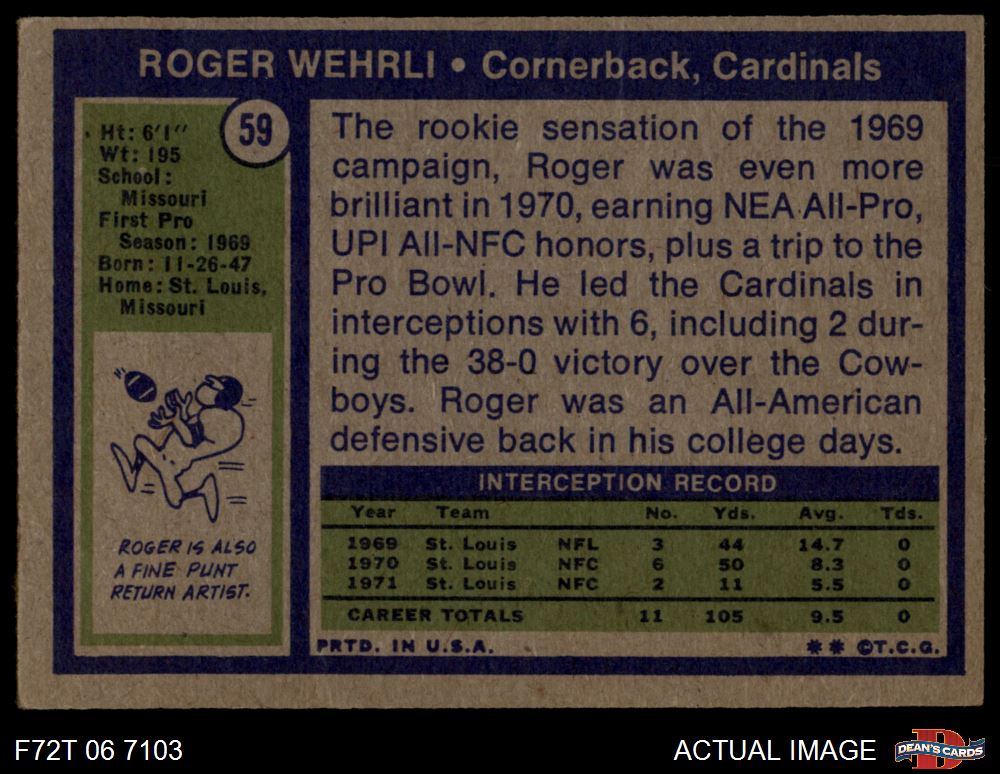 ROGER WEHRLI • Cornerback, Cardinals
59
Ht: 6'1"
Wt: 195
School:
Missouri
First Pro
Season: 1969
Born: 11-26-47
Home: St. Louis,
Missouri
ROGER IS ALSO
A FINE PUNT
RETURN ARTIST.
The rookie sensation of the 1969
campaign, Roger was even more
brilliant in 1970, earning NEA All-Pro,
UPI All-NFC honors, plus a trip to the
Pro Bowl. He led the Cardinals in
interceptions with 6, including 2 dur-
ing the 38-0 victory over the Cow-
boys. Roger was an All-American
defensive back in his college days.
INTERCEPTION RECORD
Year Team No. Yds. Avg. Tds.
1969 St. Louis NFL 3 44 14.7 0
1970 St. Louis NFC 6 50 8.3 0
1971 St. Louis NFC 2 11 5.5 0
CAREER TOTALS 11 105 9.5 0
PRTD. IN U.S.A. ** ©T.C.G.
F72T 06 7103 ACTUAL IMAGE D DEAN'S CARDS